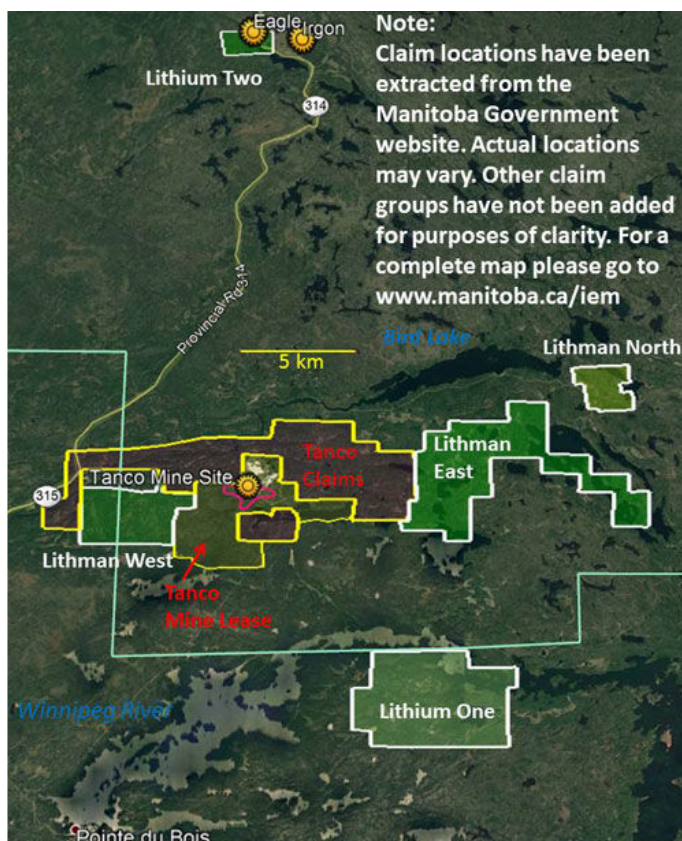 Eagle
Irgon
Lithium Two
314
Note:
Claim locations have been
extracted from the
Manitoba Government
website. Actual locations
may vary. Other claim
groups have not been added
for purposes of clarity. For a
complete map please go to
www.manitoba.ca/iem
Provincial Rd 314
5 km
Bird Lake
Lithman North
Tanco
Claims
Lithman
East
Tanco Mine Site
315
Lithman West
Tanco
Mine Lease
Winnipeg River
Lithium One
Pointe du Bois